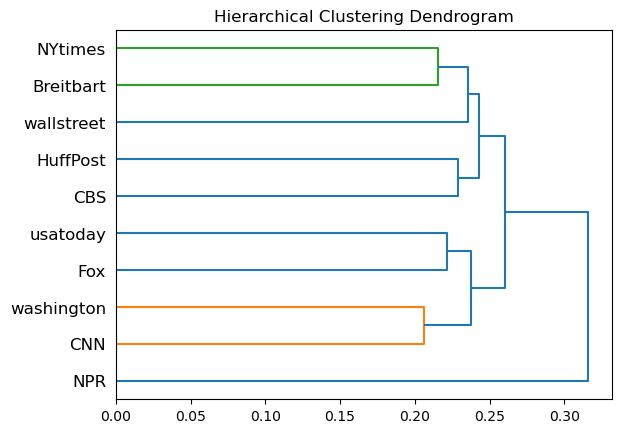 Hierarchical Clustering Dendrogram
NYtimes
Breitbart
wallstreet
HuffPost
CBS
usatoday
Fox
washington
CNN
NPR
0.00 0.05 0.10 0.15 0.20 0.25 0.30